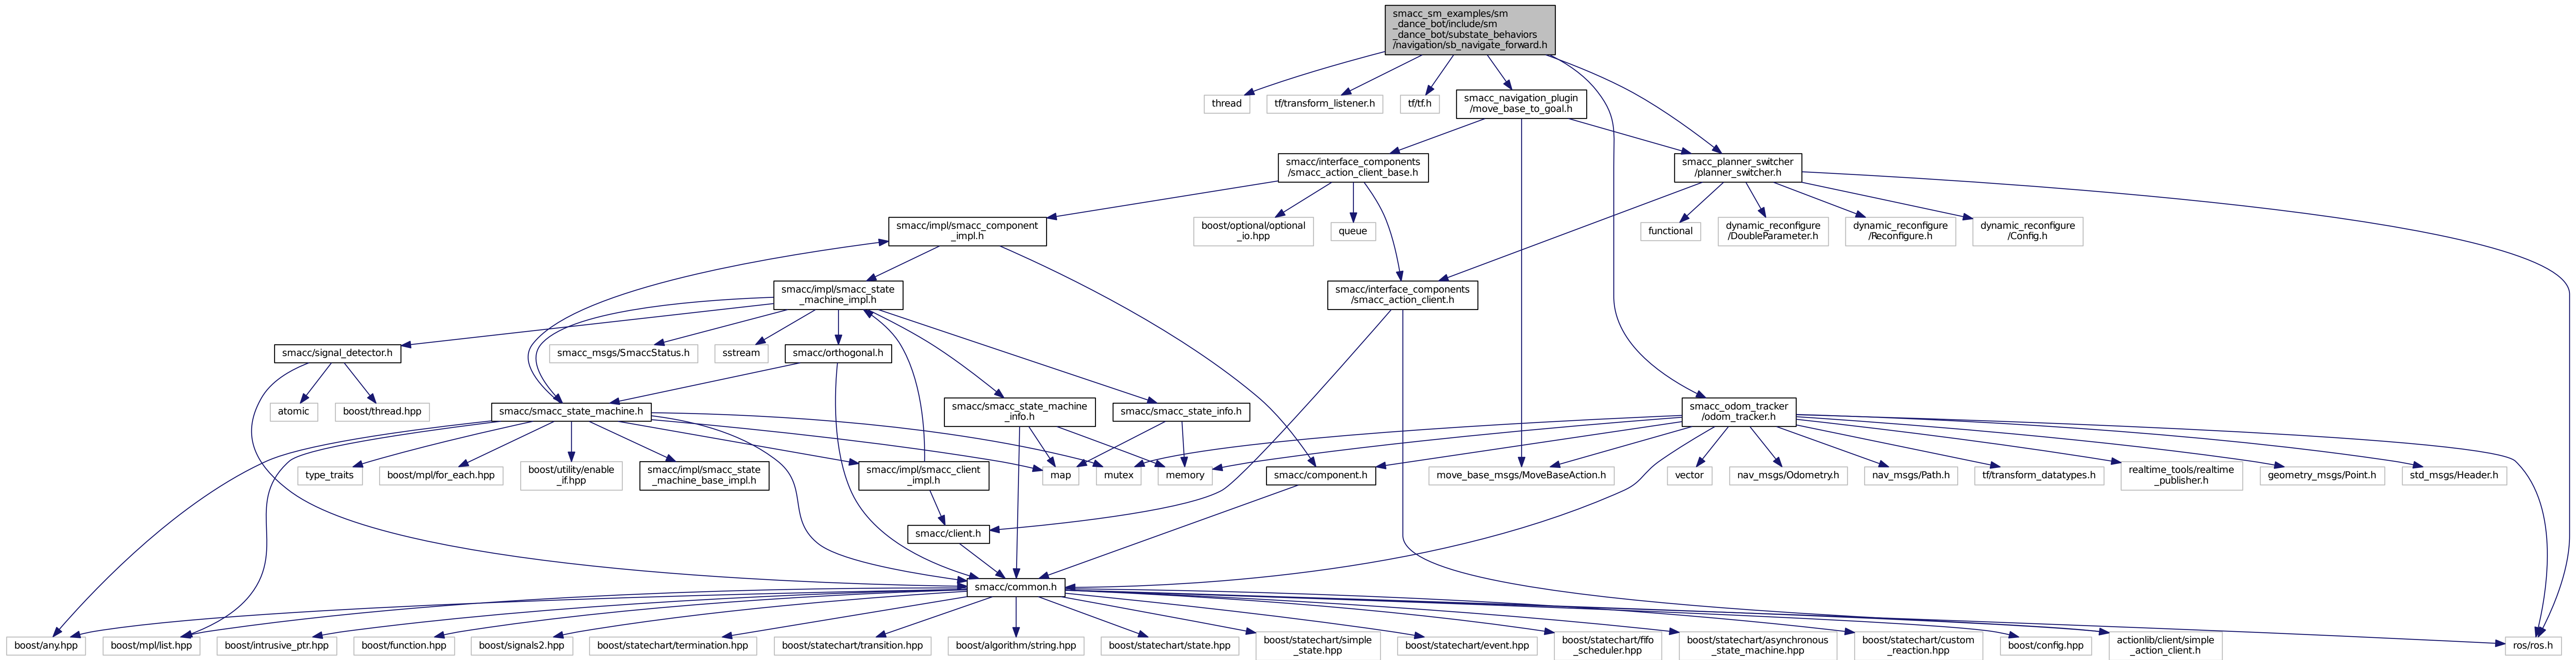 smacc_sm_examples/sm
_dance_bot/include/sm
_dance_bot/substate_behaviors
/navigation/sb_navigate_forward.h
thread
tf/transform_listener.h
tf/tf.h
smacc_navigation_plugin
/move_base_to_goal.h
smacc/interface_components
/smacc_action_client_base.h
smacc_planner_switcher
/planner_switcher.h
smacc/impl/smacc_component
_impl.h
boost/optional/optional
_io.hpp
queue
functional
dynamic_reconfigure
/DoubleParameter.h
dynamic_reconfigure
/Reconfigure.h
dynamic_reconfigure
/Config.h
smacc/impl/smacc_state
_machine_impl.h
smacc/interface_components
/smacc_action_client.h
smacc/signal_detector.h
smacc_msgs/SmaccStatus.h
sstream
smacc/orthogonal.h
atomic
boost/thread.hpp
smacc/smacc_state_machine.h
smacc/smacc_state_machine
_info.h
smacc/smacc_state_info.h
smacc_odom_tracker
/odom_tracker.h
type_traits
boost/mpl/for_each.hpp
boost/utility/enable
_if.hpp
smacc/impl/smacc_state
_machine_base_impl.h
smacc/impl/smacc_client
_impl.h
map
mutex
memory
smacc/component.h
move_base_msgs/MoveBaseAction.h
vector
nav_msgs/Odometry.h
nav_msgs/Path.h
tf/transform_datatypes.h
realtime_tools/realtime
_publisher.h
geometry_msgs/Point.h
std_msgs/Header.h
smacc/client.h
smacc/common.h
boost/any.hpp
boost/mpl/list.hpp
boost/intrusive_ptr.hpp
boost/function.hpp
boost/signals2.hpp
boost/statechart/termination.hpp
boost/statechart/transition.hpp
boost/algorithm/string.hpp
boost/statechart/state.hpp
boost/statechart/simple
_state.hpp
boost/statechart/event.hpp
boost/statechart/fifo
_scheduler.hpp
boost/statechart/asynchronous
_state_machine.hpp
boost/statechart/custom
_reaction.hpp
boost/config.hpp
actionlib/client/simple
_action_client.h
ros/ros.h